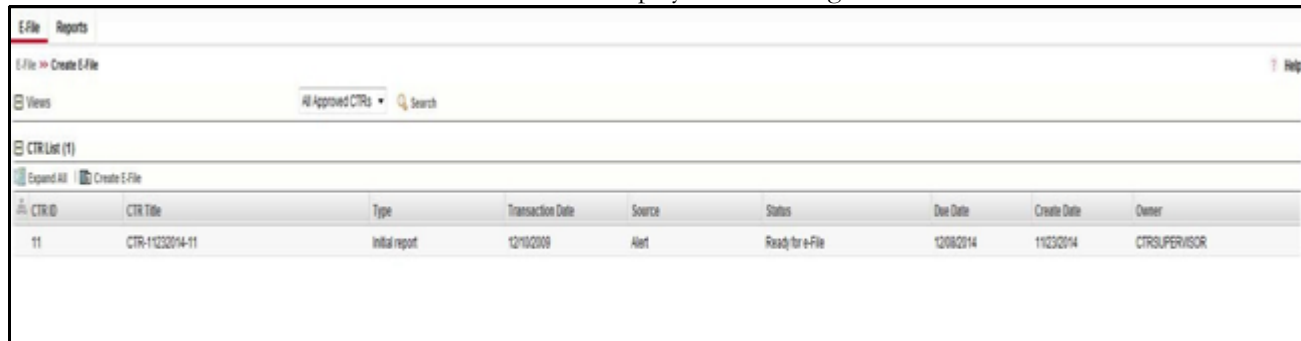 E-File Reports
E-File >> Create E-File ? Help
Views All Approved CTRs Search
CTR List (1)
Expand All | Create E-File
CTR ID CTR Title Type Transaction Date Source Status Due Date Create Date Owner
11 CTR-11232014-11 Initial report 12/10/2009 Alert Ready for e-File 12/08/2014 11/23/2014 CTRSUPERVISOR